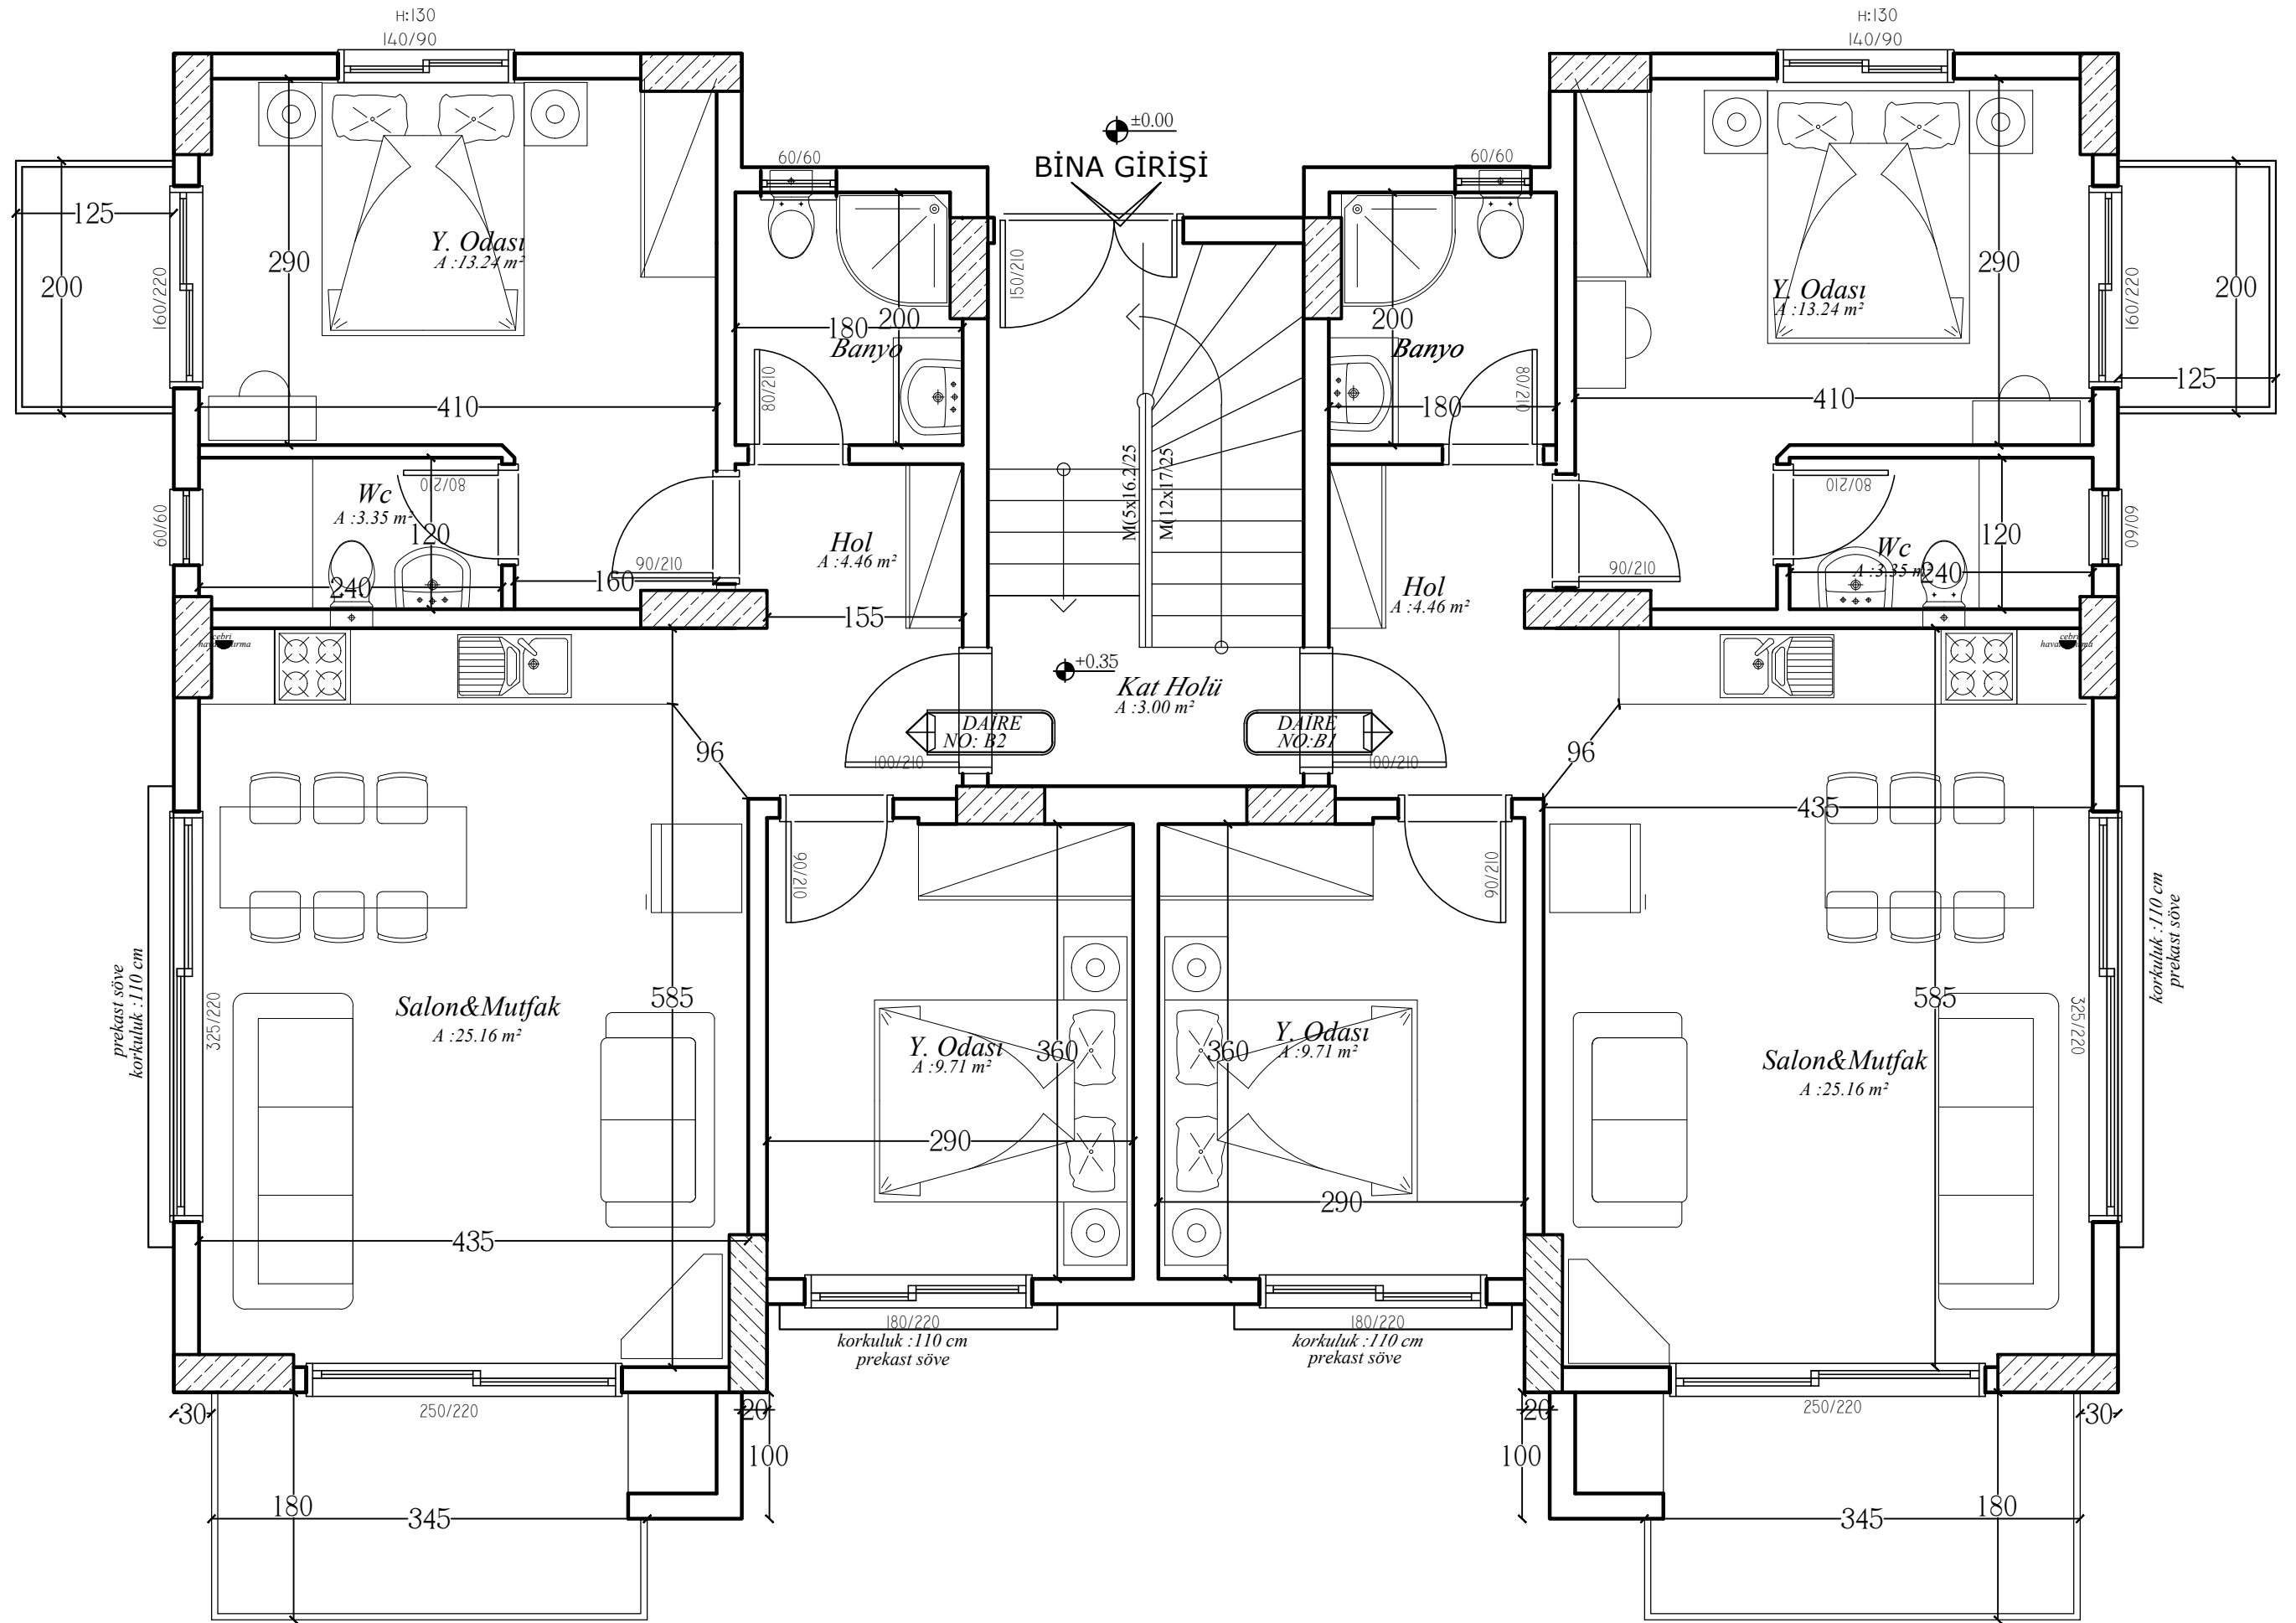 H:130
140/90
H:130
140/90
±0.00
BİNA GİRİŞİ
60/60
60/60
125
200
160/220
290
Y. Odası
A :13.24 m²
410
180
200
Banyo
80/210
150/210
200
Banyo
180
80/210
Y. Odası
A :13.24 m²
290
410
160/220
200
125
M(5x16.2/25
M(12x17/25
60/60
Wc
A :3.35 m²
80/210
120
240
160
90/210
Hol
A :4.46 m²
155
Hol
A :4.46 m²
90/210
80/210
Wc
A :3.35 m²
120
240
60/60
cebri
cebri
+0.35
Kat Holü
A :3.00 m²
DAİRE
NO: B2
DAİRE
NO:B1
100/210
100/210
96
96
435
90/210
90/210
prekast söve
korkuluk :110 cm
325/220
Salon&Mutfak
A :25.16 m²
585
Y. Odası
A :9.71 m²
360
290
360
Y. Odası
A :9.71 m²
290
585
Salon&Mutfak
A :25.16 m²
325/220
korkuluk :110 cm
prekast söve
435
180/220
korkuluk :110 cm
prekast söve
180/220
korkuluk :110 cm
prekast söve
30
250/220
20
100
180
345
20
100
250/220
30
345
180